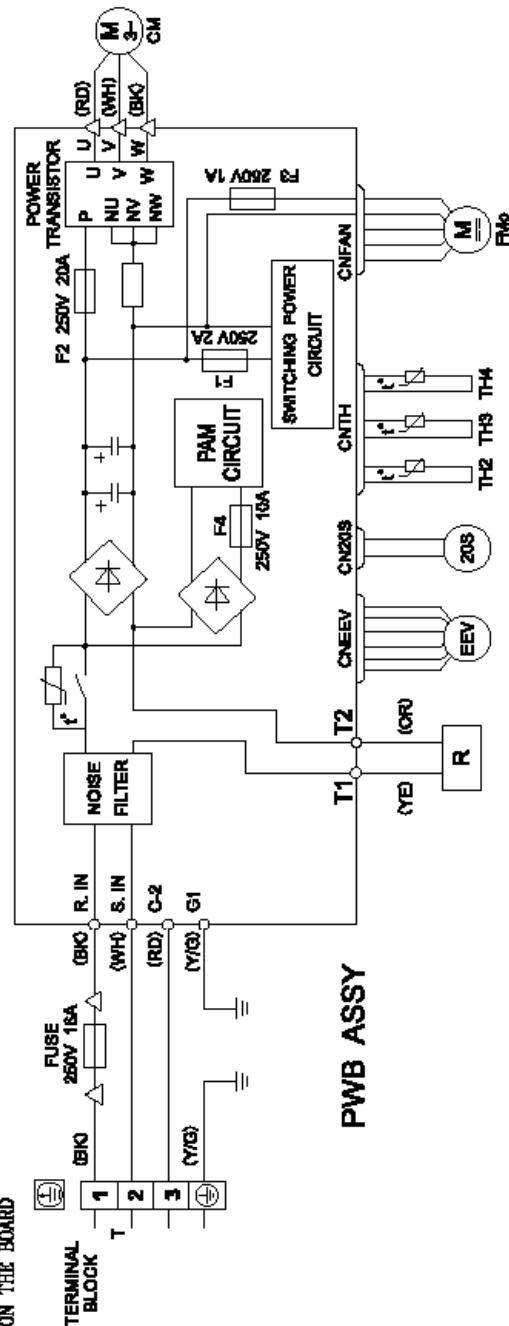 ON THE BOARD
TERMINAL
BLOCK
T
1
2
3
(BK)
(Y/G)
FUSE
250V 16A
(BK)
(WH)
(RD)
(Y/G)
R. IN
S. IN
C-2
G1
NOISE
FILTER
t°
F4
250V 10A
PAM
CIRCUIT
F1
250V 2A
F2 250V 20A
SWITCHING POWER
CIRCUIT
POWER
TRANSISTOR
P
NU
NV
NW
U
V
W
U
V
W
(RD)
(WH)
(BK)
M
3~
CM
F3 250V 1A
T1
T2
(YE)
(OR)
R
CNEEV
EEV
CN20S
20S
CNTH
t°
t°
t°
TH2
TH3
TH4
CNFAN
M
FMo
PWB ASSY